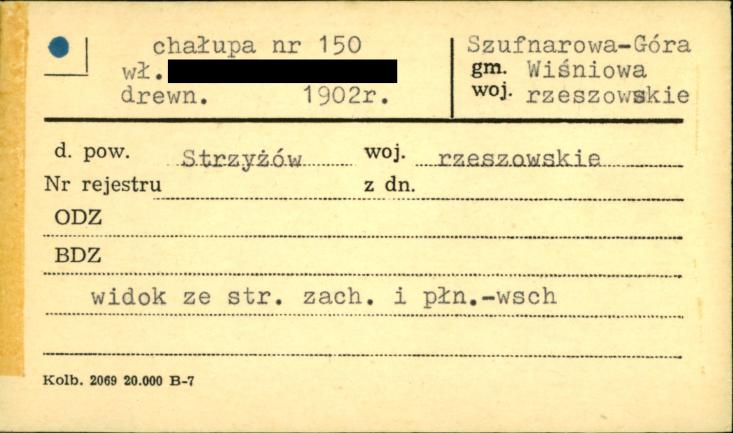 chałupa nr 150
wł.
drewn. 1902r.
Szufnarowa-Góra
gm. Wiśniowa
woj. rzeszowskie
d. pow. Strzyżów woj. rzeszowskie
Nr rejestru z dn.
ODZ
BDZ
widok ze str. zach. i płn.-wsch
Kolb. 2069 20.000 B-7